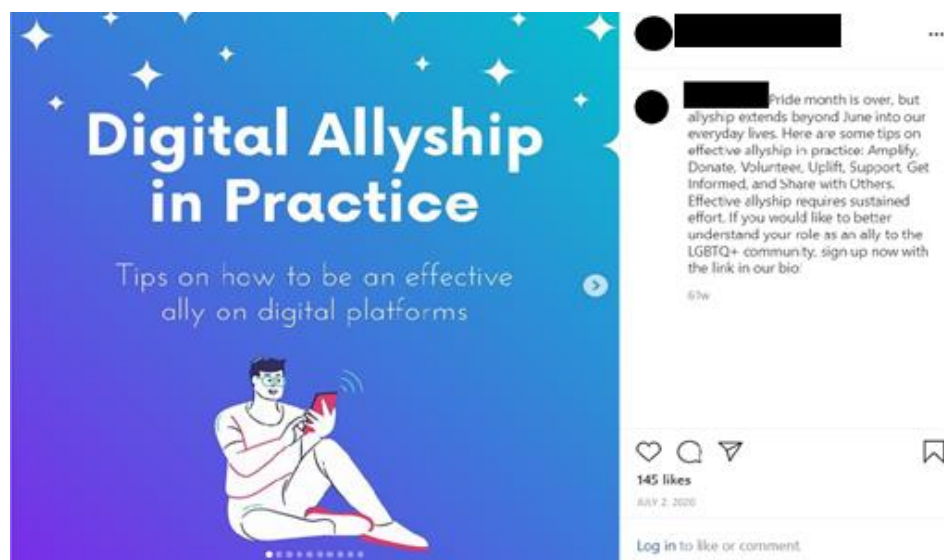 Digital Allyship
in Practice
Tips on how to be an effective
ally on digital platforms
Pride month is over, but
allyship extends beyond June into our
everyday lives. Here are some tips on
effective allyship in practice: Amplify,
Donate, Volunteer, Uplift, Support, Get
Informed, and Share with Others.
Effective allyship requires sustained
effort. If you would like to better
understand your role as an ally to the
LGBTQ+ community, sign up now with
the link in our bio!
61w
145 likes
JULY 2, 2020
Log in to like or comment.